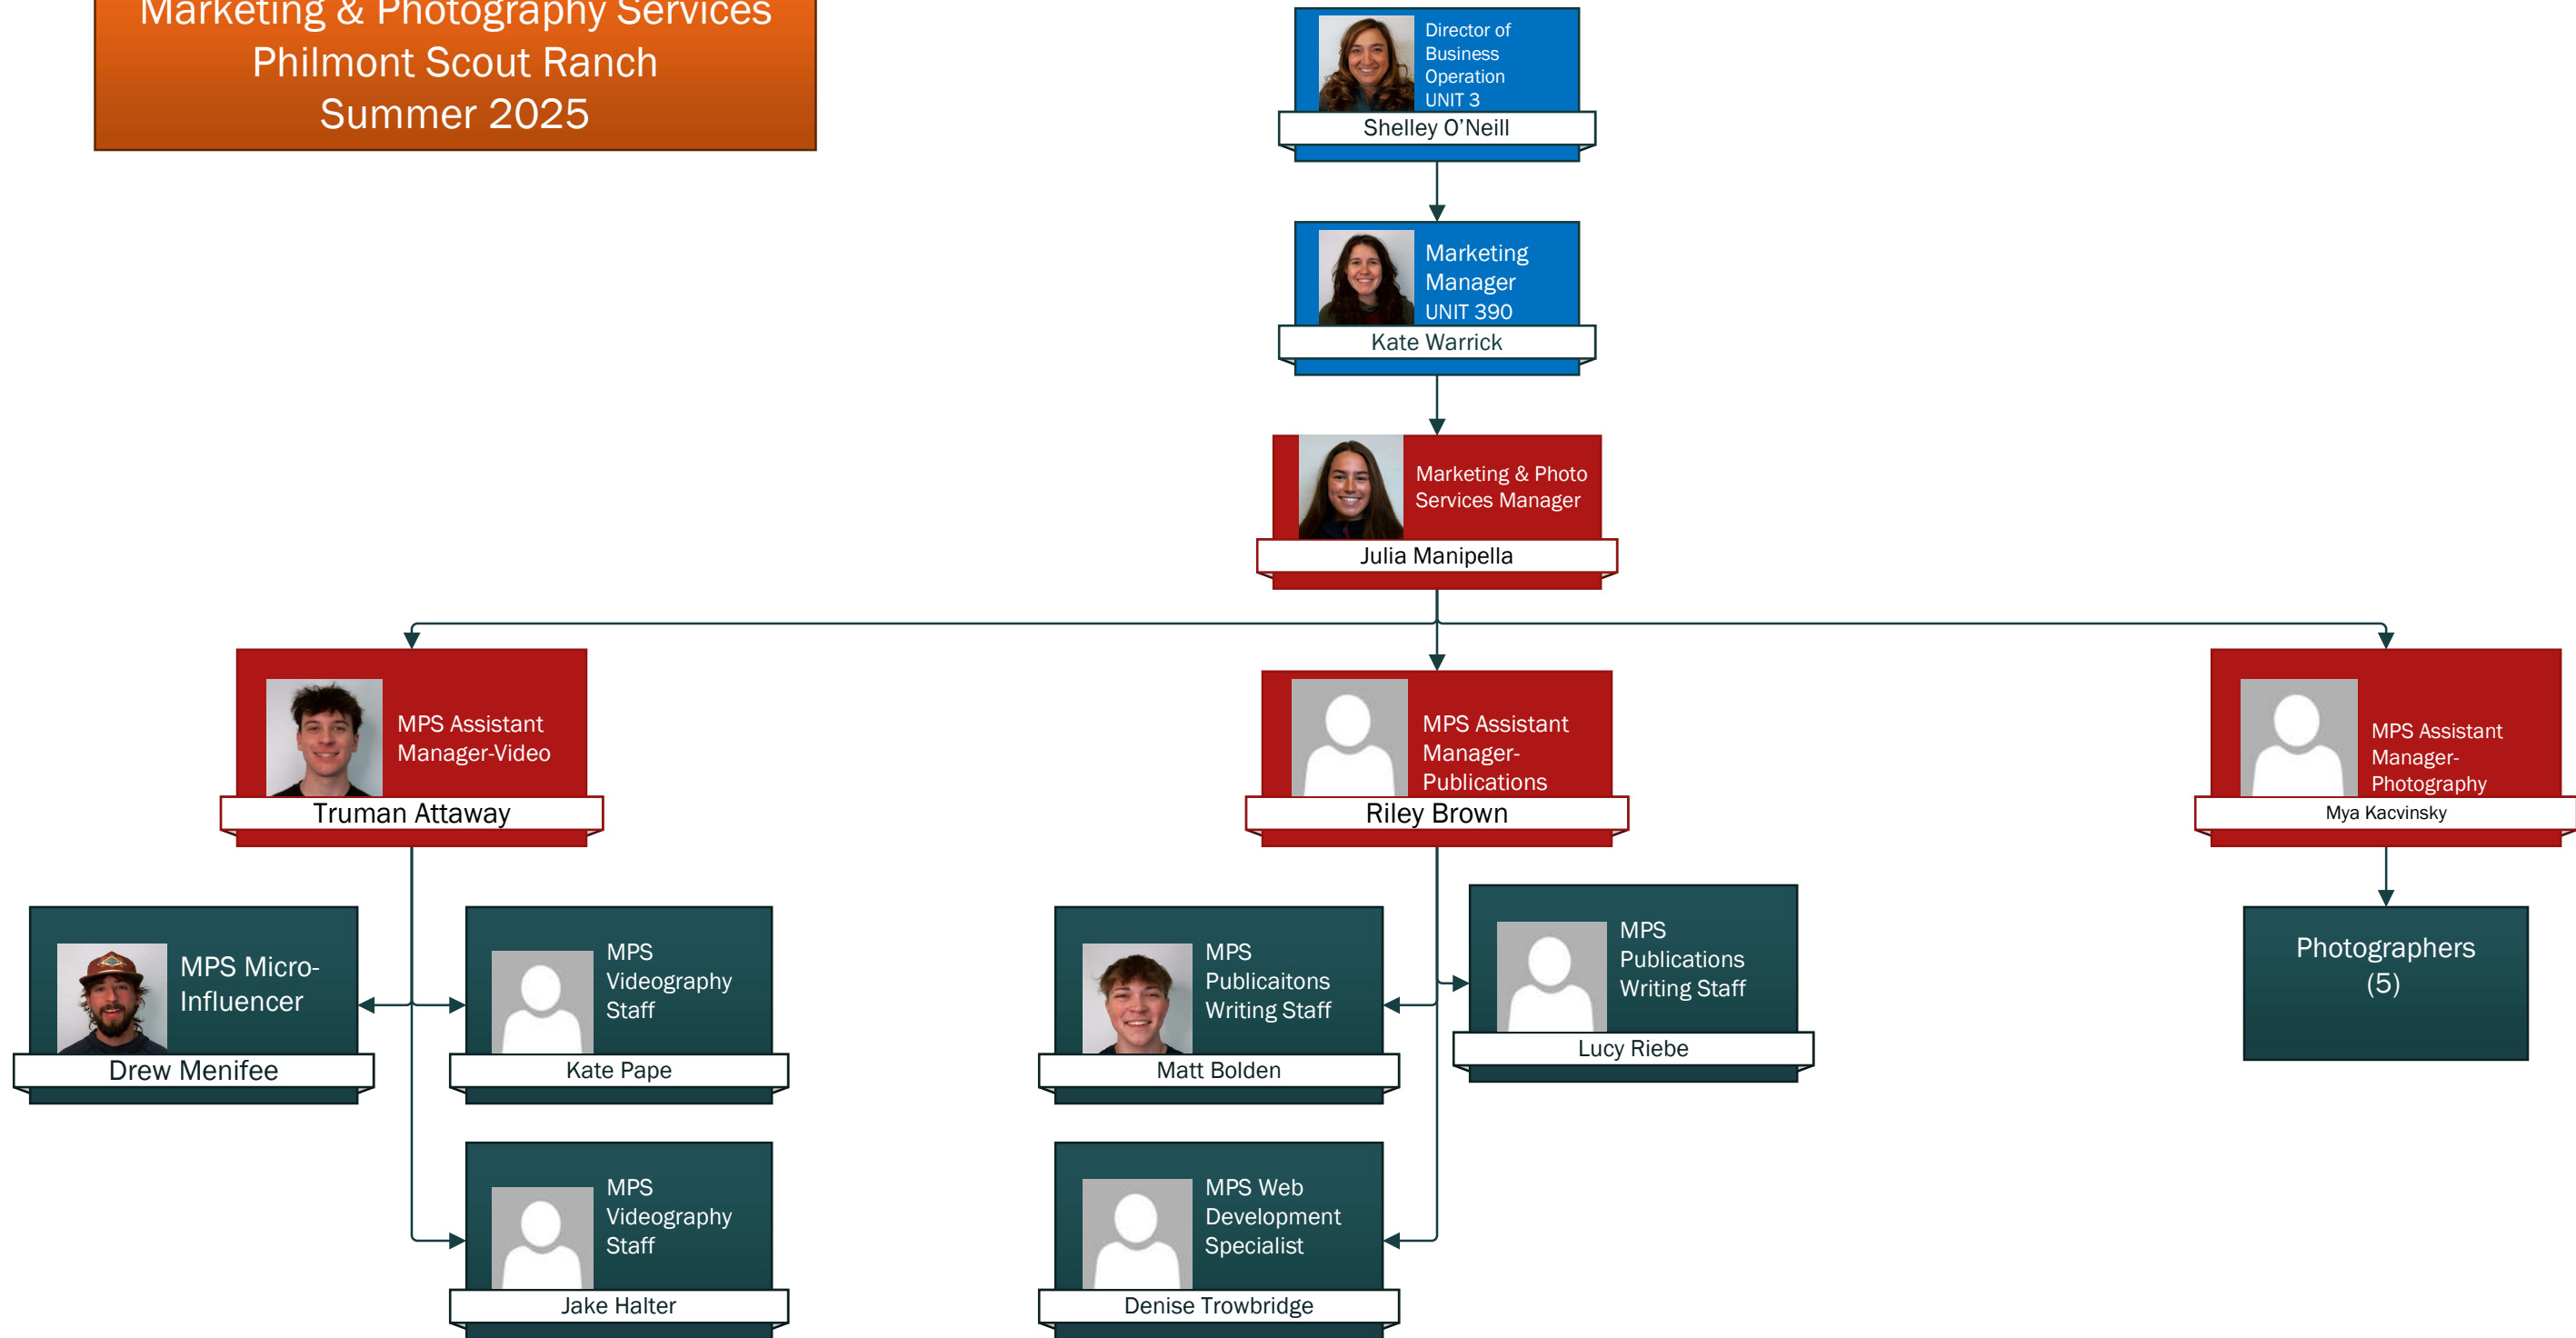 Marketing & Photography Services
Philmont Scout Ranch
Summer 2025
Director of
Business
Operation
UNIT 3
Shelley O’Neill
Marketing
Manager
UNIT 390
Kate Warrick
Marketing & Photo
Services Manager
Julia Manipella
MPS Assistant
Manager-Video
Truman Attaway
MPS Assistant
Manager-
Publications
Riley Brown
MPS Assistant
Manager-
Photography
Mya Kacvinsky
MPS Micro-
Influencer
Drew Menifee
MPS
Videography
Staff
Kate Pape
MPS
Publicaitons
Writing Staff
Matt Bolden
MPS
Publications
Writing Staff
Lucy Riebe
Photographers
(5)
MPS
Videography
Staff
Jake Halter
MPS Web
Development
Specialist
Denise Trowbridge